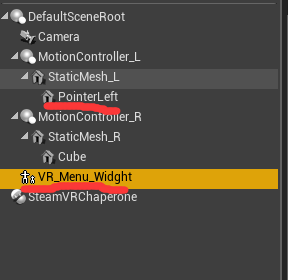 DefaultSceneRoot
Camera
MotionController_L
StaticMesh_L
PointerLeft
MotionController_R
StaticMesh_R
Cube
VR_Menu_Widght
SteamVRChaperone